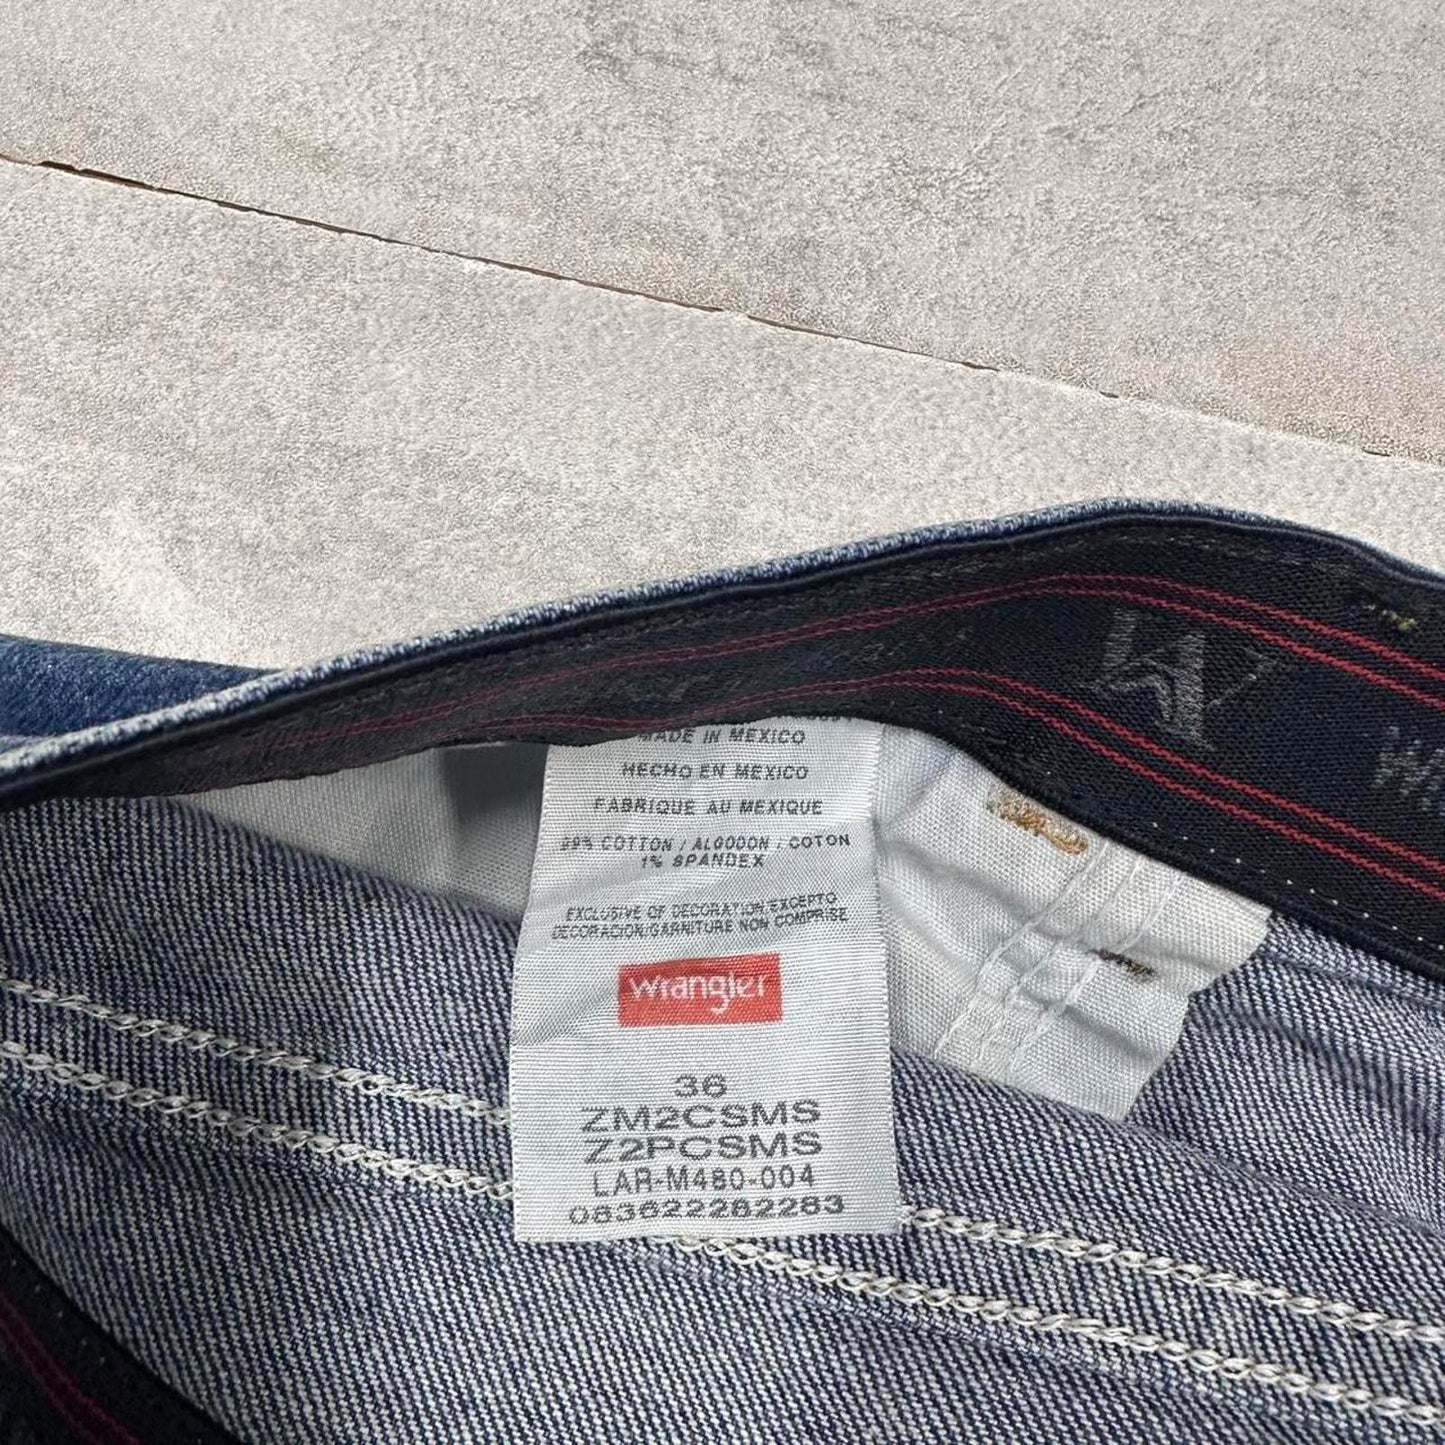 MADE IN MEXICO
HECHO EN MEXICO
FABRIQUE AU MEXIQUE
99% COTTON / ALGODON / COTON
1% SPANDEX
EXCLUSIVE OF DECORATION/EXCEPTO
DECORACION/GARNITURE NON COMPRISE
Wrangler
36
ZM2CSMS
Z2PCSMS
LAR-M480-004
083622282283